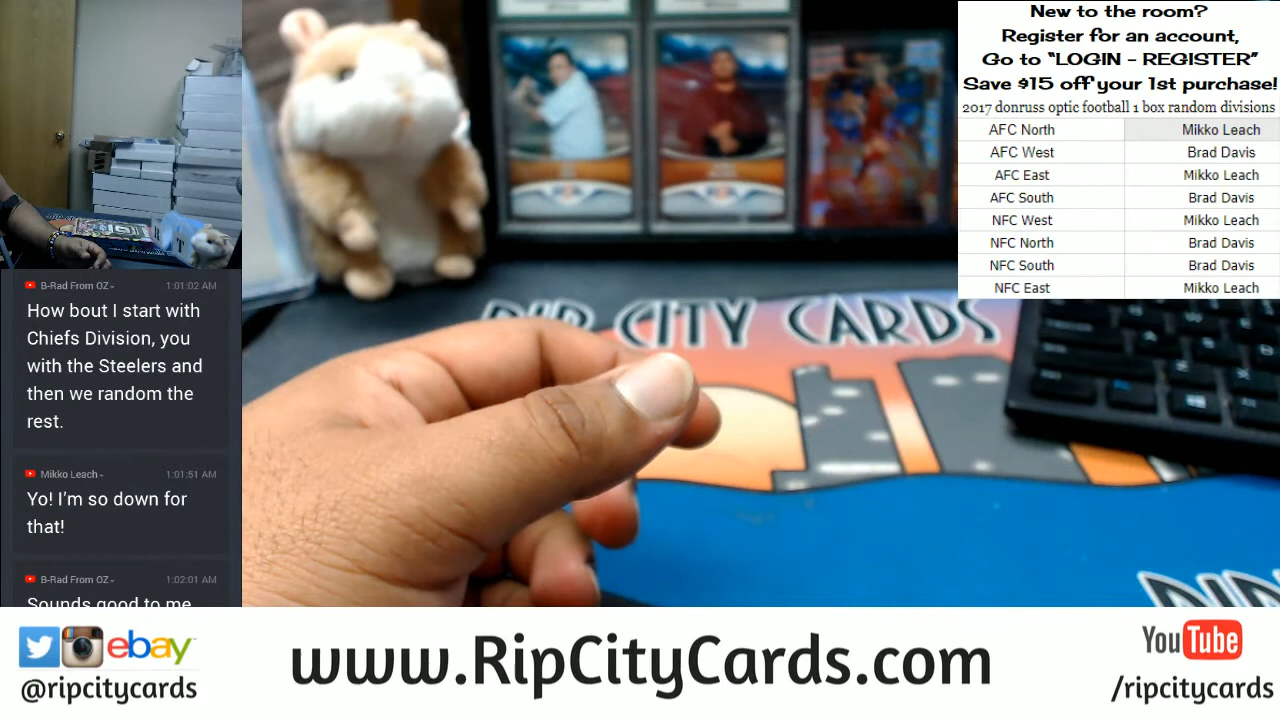 New to the room?
Register for an account,
Go to “LOGIN - REGISTER”
Save $15 off your 1st purchase!
2017 donruss optic football 1 box random divisions
AFC North Mikko Leach
AFC West Brad Davis
AFC East Mikko Leach
AFC South Brad Davis
NFC West Mikko Leach
NFC North Brad Davis
NFC South Brad Davis
NFC East Mikko Leach
B-Rad From OZ 1:01:02 AM
How bout I start with
Chiefs Division, you
with the Steelers and
then we random the
rest.
Mikko Leach 1:01:51 AM
Yo! I'm so down for
that!
B-Rad From OZ 1:02:01 AM
Sounds good to me
RIP CITY CARDS
ebay
@ripcitycards
www.RipCityCards.com
YouTube
/ripcitycards